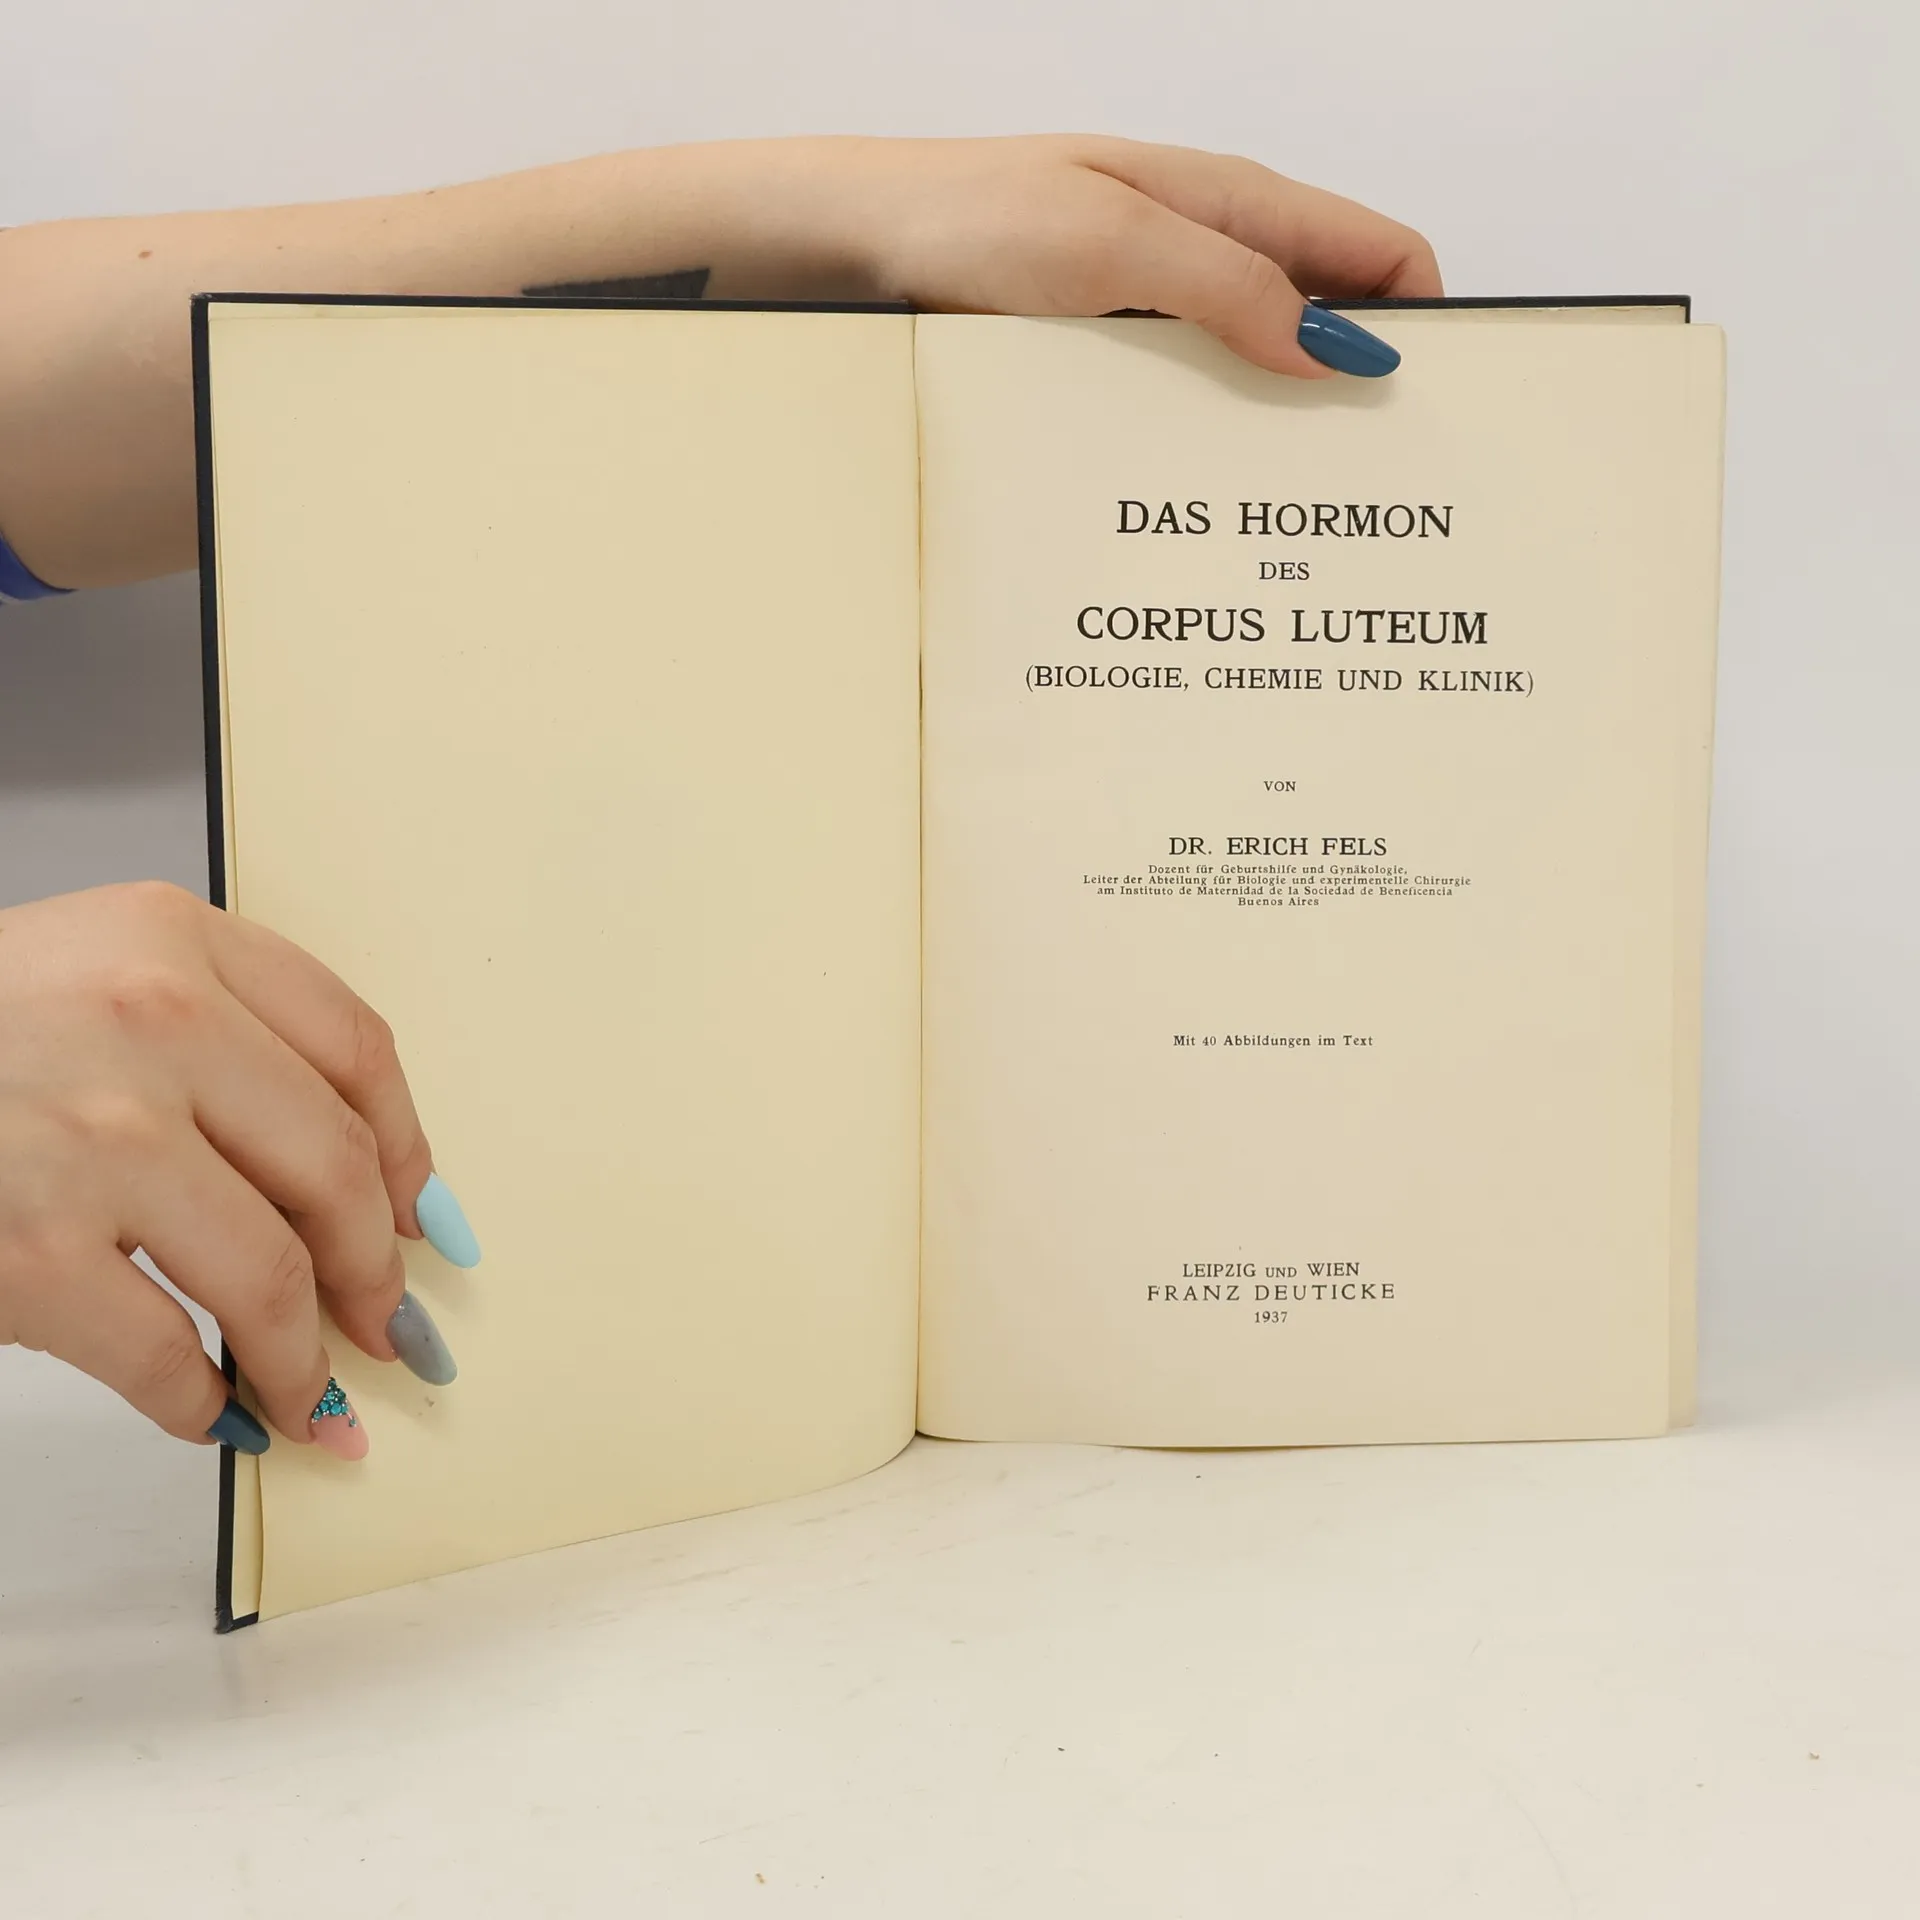 DAS HORMON
DES
CORPUS LUTEUM
(BIOLOGIE, CHEMIE UND KLINIK)
VON
DR. ERICH FELS
Dozent für Geburtshilfe und Gynäkologie,
Leiter der Abteilung für Biologie und experimentelle Chirurgie
am Instituto de Maternidad de la Sociedad de Beneficencia
Buenos Aires
Mit 40 Abbildungen im Text
LEIPZIG UND WIEN
FRANZ DEUTICKE
1937